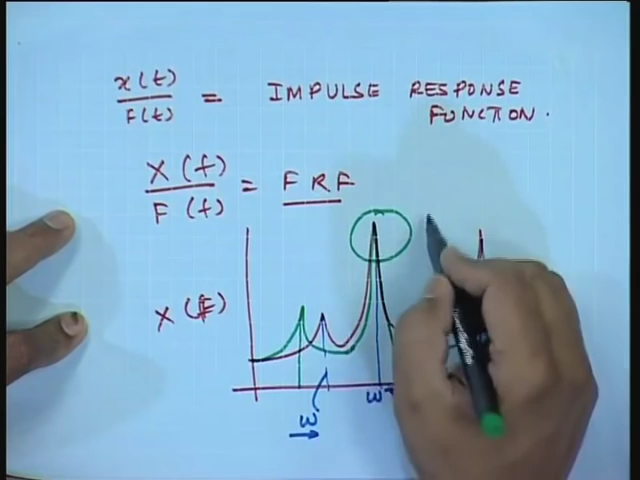 x(t)
F(t) = IMPULSE RESPONSE
FUNCTION.
X(f)
F(f) = FRF
X(F)
ω
ω